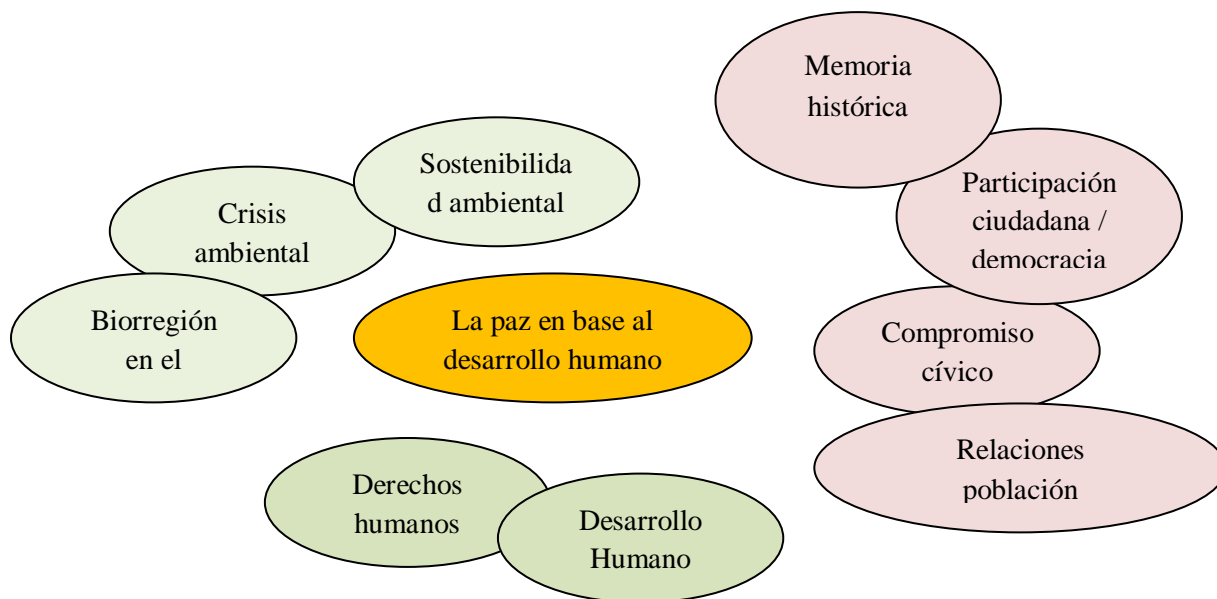 Memoria
histórica
Sostenibilida
d ambiental
Participación
ciudadana /
democracia
Crisis
ambiental
Biorregión
en el
La paz en base al
desarrollo humano
Compromiso
cívico
Relaciones
población
Derechos
humanos
Desarrollo
Humano